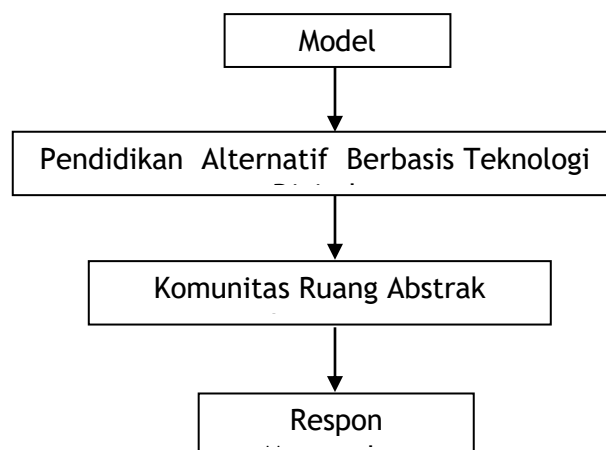 Model
Pendidikan Alternatif Berbasis Teknologi
Komunitas Ruang Abstrak
Respon